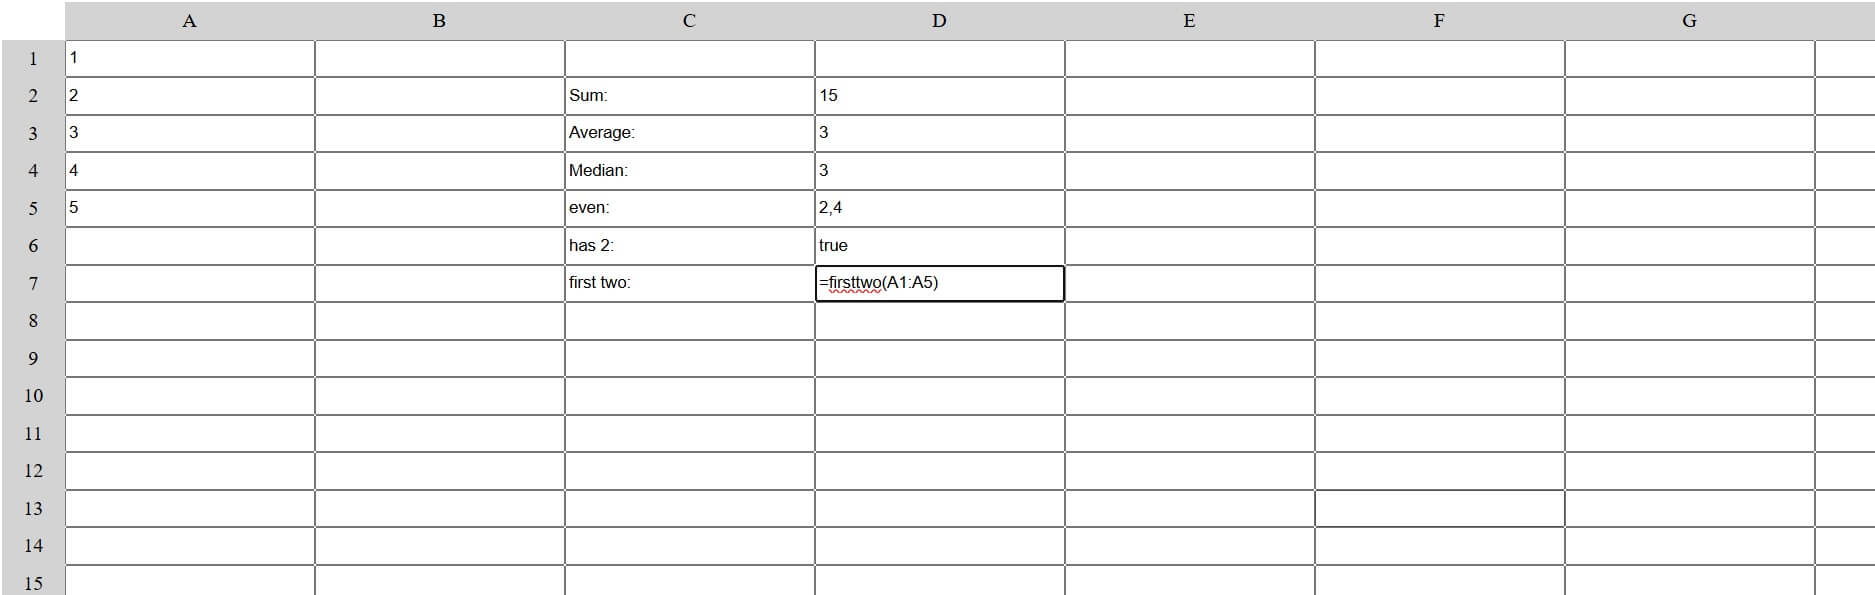 A B C D E F G
1 1
2 2 Sum: 15
3 3 Average: 3
4 4 Median: 3
5 5 even: 2,4
6 has 2: true
7 first two: =firsttwo(A1:A5)
8
9
10
11
12
13
14
15